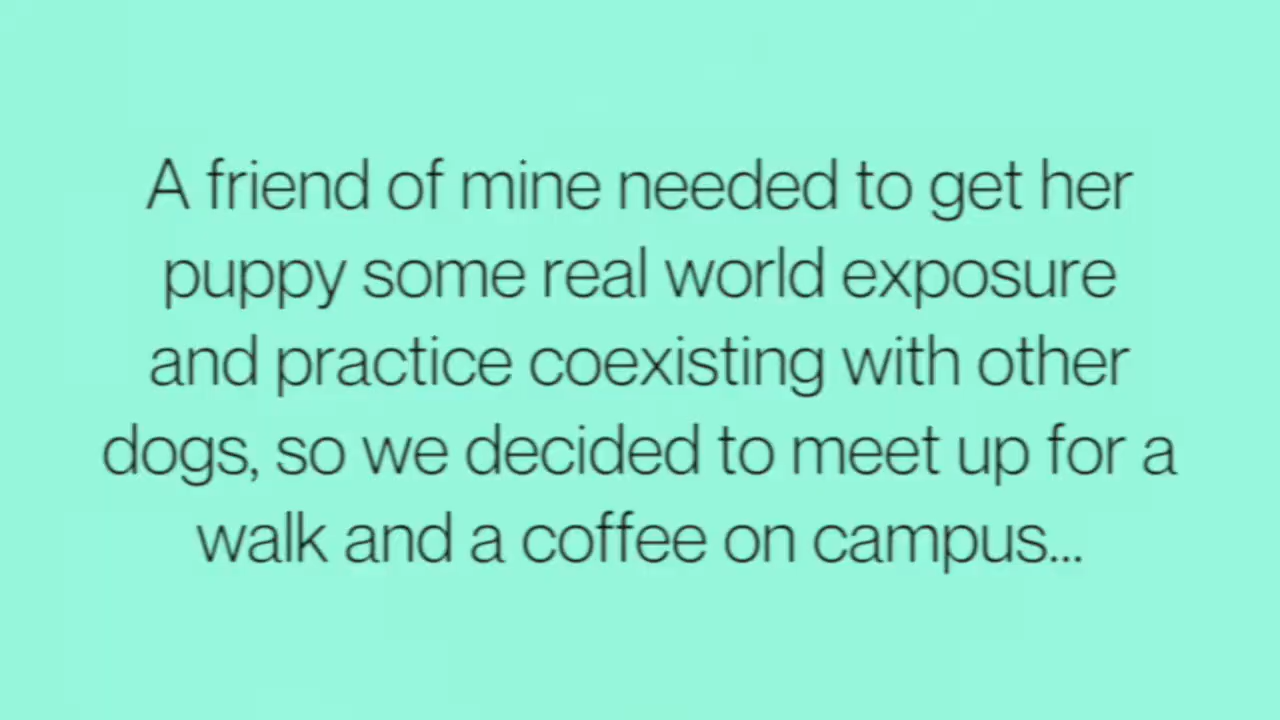 A friend of mine needed to get her
puppy some real world exposure
and practice coexisting with other
dogs, so we decided to meet up for a
walk and a coffee on campus...